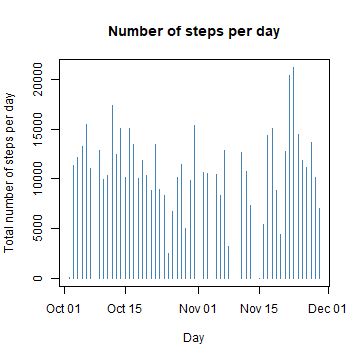 Number of steps per day
Total number of steps per day
20000
15000
10000
5000
0
Oct 01
Oct 15
Nov 01
Nov 15
Dec 01
Day